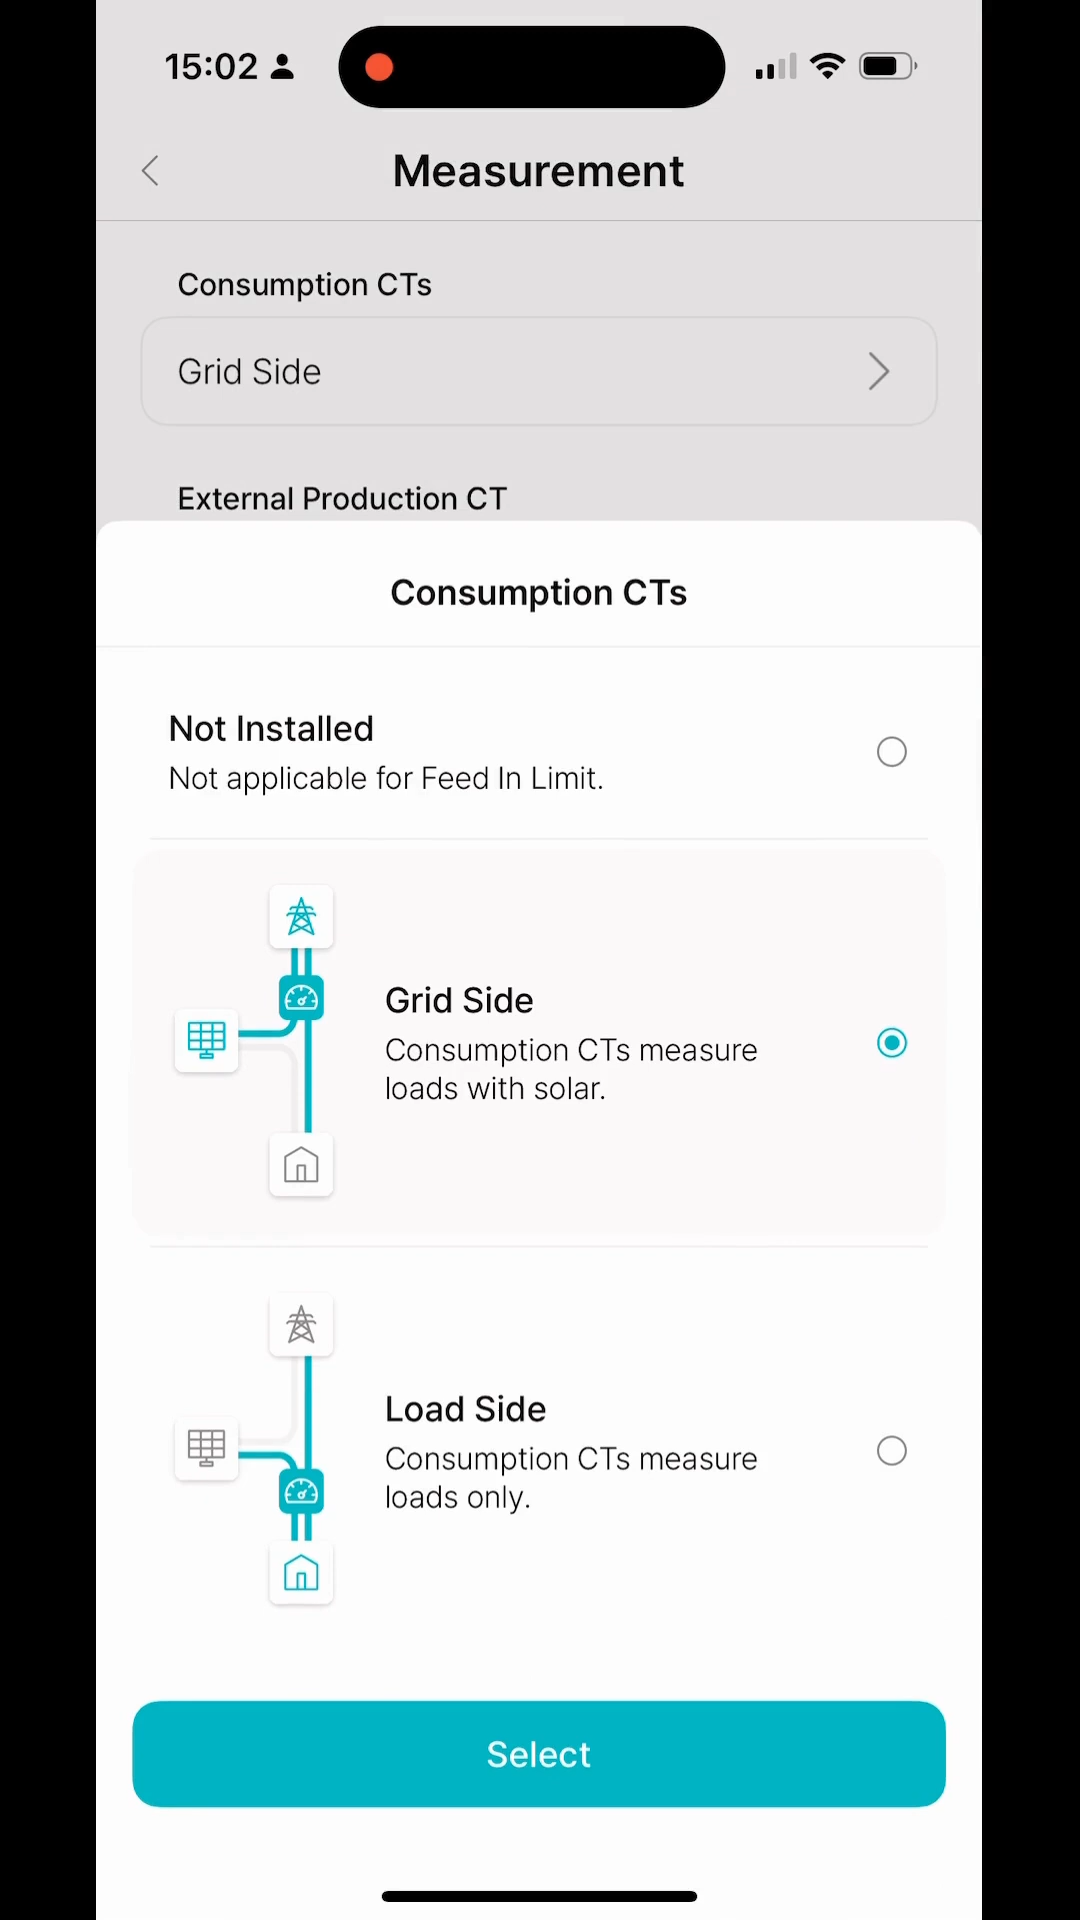 15:02
Measurement
Consumption CTs
Grid Side
External Production CT
Consumption CTs
Not Installed
Not applicable for Feed In Limit.
Grid Side
Consumption CTs measure
loads with solar.
Load Side
Consumption CTs measure
loads only.
Select